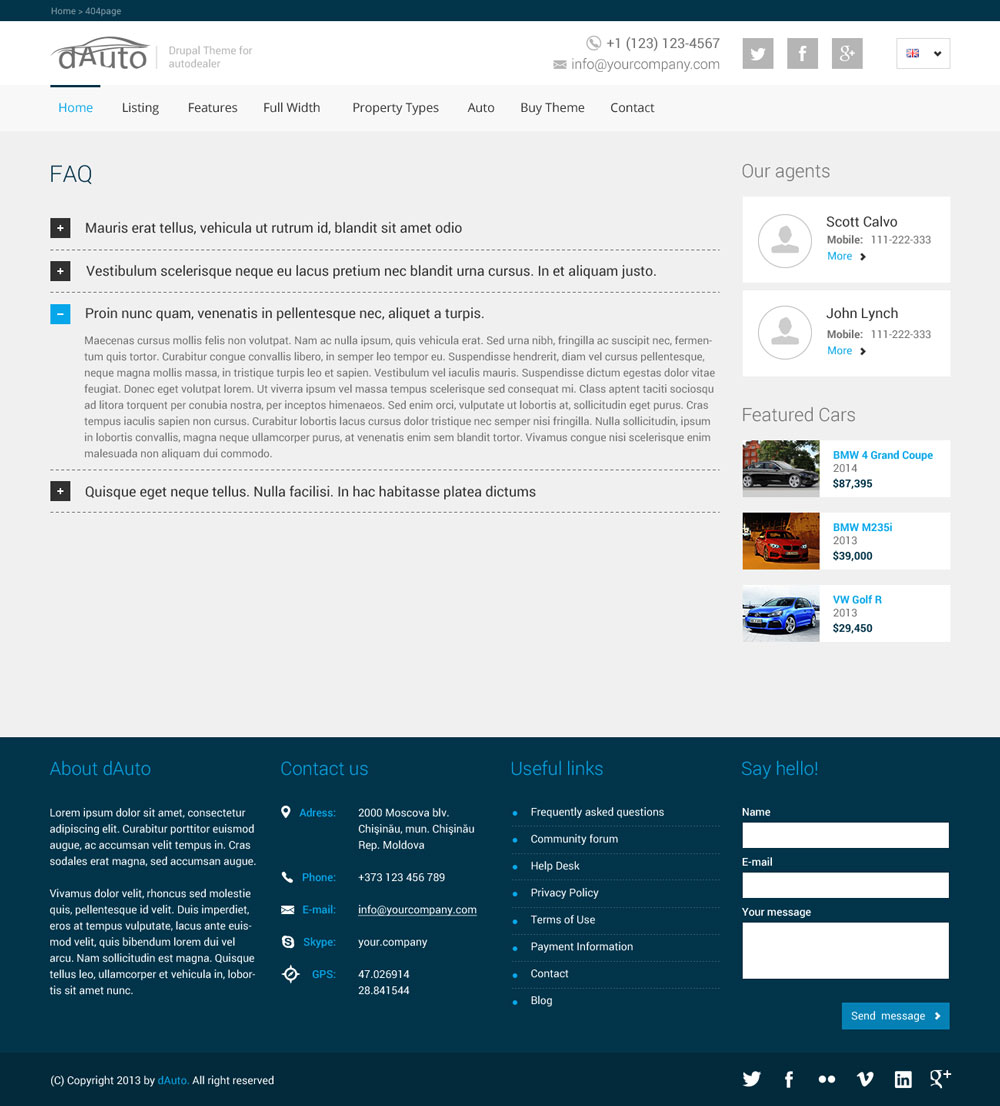 Home > 404page
dAuto
Drupal Theme for
autodealer
+1 (123) 123-4567
info@yourcompany.com
Home
Listing
Features
Full Width
Property Types
Auto
Buy Theme
Contact
FAQ
Mauris erat tellus, vehicula ut rutrum id, blandit sit amet odio
Vestibulum scelerisque neque eu lacus pretium nec blandit urna cursus. In et aliquam justo.
Proin nunc quam, venenatis in pellentesque nec, aliquet a turpis.
Maecenas cursus mollis felis non volutpat. Nam ac nulla ipsum, quis vehicula erat. Sed urna nibh, fringilla ac suscipit nec, fermen-
tum quis tortor. Curabitur congue convallis libero, in semper leo tempor eu. Suspendisse hendrerit, diam vel cursus pellentesque,
neque magna mollis massa, in tristique turpis leo et sapien. Vestibulum vel iaculis mauris. Suspendisse dictum egestas dolor vitae
feugiat. Donec eget volutpat lorem. Ut viverra ipsum vel massa tempus scelerisque sed consequat mi. Class aptent taciti sociosqu
ad litora torquent per conubia nostra, per inceptos himenaeos. Sed enim orci, vulputate ut lobortis at, sollicitudin eget purus. Cras
tempus iaculis sapien non cursus. Curabitur lobortis lacus cursus dolor tristique nec semper nisi fringilla. Nulla sollicitudin, ipsum
in lobortis convallis, magna neque ullamcorper purus, at venenatis enim sem blandit tortor. Vivamus congue nisi scelerisque enim
malesuada non aliquam dui commodo.
Quisque eget neque tellus. Nulla facilisi. In hac habitasse platea dictums
Our agents
Scott Calvo
Mobile: 111-222-333
More
John Lynch
Mobile: 111-222-333
More
Featured Cars
BMW 4 Grand Coupe
2014
$87,395
BMW M235i
2013
$39,000
VW Golf R
2013
$29,450
About dAuto
Lorem ipsum dolor sit amet, consectetur
adipiscing elit. Curabitur porttitor euismod
augue, ac accumsan velit tempus in. Cras
sodales erat magna, sed accumsan augue.
Vivamus dolor velit, rhoncus sed molestie
quis, pellentesque id velit. Duis imperdiet,
eros at tempus vulputate, lacus ante euis-
mod velit, quis bibendum lorem dui vel
arcu. Nam sollicitudin est magna. Quisque
tellus leo, ullamcorper et vehicula in, lobor-
tis sit amet nunc.
Contact us
Adress: 2000 Moscova blv.
Chişinău, mun. Chişinău
Rep. Moldova
Phone: +373 123 456 789
E-mail: info@yourcompany.com
Skype: your.company
GPS: 47.026914
28.841544
Useful links
Frequently asked questions
Community forum
Help Desk
Privacy Policy
Terms of Use
Payment Information
Contact
Blog
Say hello!
Name
E-mail
Your message
Send message
(C) Copyright 2013 by dAuto. All right reserved